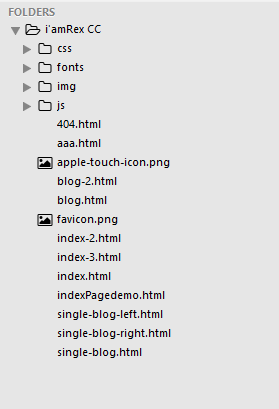 FOLDERS
i'amRex CC
css
fonts
img
js
404.html
aaa.html
apple-touch-icon.png
blog-2.html
blog.html
favicon.png
index-2.html
index-3.html
index.html
indexPagedemo.html
single-blog-left.html
single-blog-right.html
single-blog.html